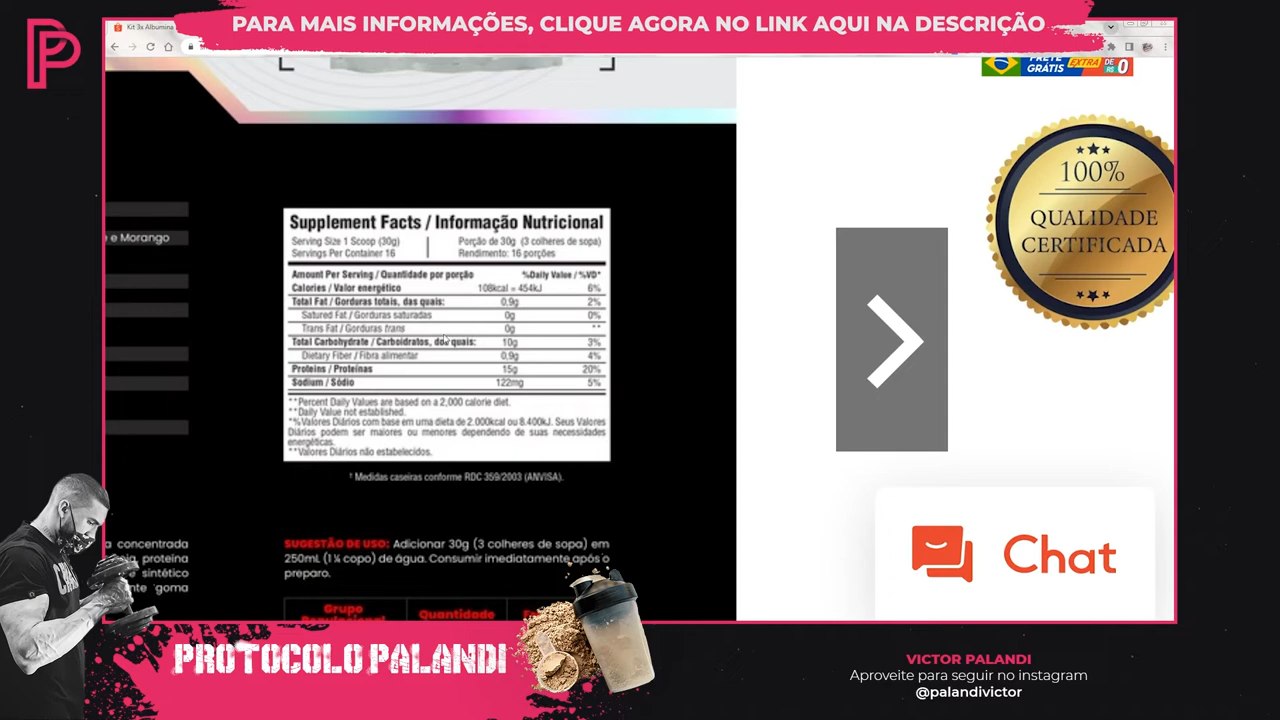 PARA MAIS INFORMAÇÕES, CLIQUE AGORA NO LINK AQUI NA DESCRIÇÃO
Kit 3x Albumina
FRETE
GRÁTIS
EXTRA
DE
R$
0
100%
QUALIDADE
CERTIFICADA
e Morango
Supplement Facts / Informação Nutricional
Serving Size 1 Scoop (30g)
Servings Per Container 16
Porção de 30g (3 colheres de sopa)
Rendimento: 16 porções
Amount Per Serving / Quantidade por porção %Daily Value / %VD*
Calories / Valor energético 108kcal = 454kJ 6%
Total Fat / Gorduras totais, das quais: 0,9g 2%
Satured Fat / Gorduras saturadas 0g 0%
Trans Fat / Gorduras trans 0g **
Total Carbohydrate / Carboidratos, dos quais: 10g 3%
Dietary Fiber / Fibra alimentar 0,9g 4%
Proteins / Proteínas 15g 20%
Sodium / Sódio 122mg 5%
**Percent Daily Values are based on a 2,000 calorie diet.
**Daily Value not established.
*%Valores Diários com base em uma dieta de 2.000kcal ou 8.400kJ. Seus Valores
Diários podem ser maiores ou menores dependendo de suas necessidades
energéticas.
**Valores Diários não estabelecidos.
† Medidas caseiras conforme RDC 359/2003 (ANVISA).
a concentrada
proteína
sintético
goma
SUGESTÃO DE USO: Adicionar 30g (3 colheres de sopa) em
250mL (1 ¼ copo) de água. Consumir imediatamente após o
preparo.
Grupo
Populacional
Quantidade
Chat
PROTOCOLO PALANDI
VICTOR PALANDI
Aproveite para seguir no instagram
@palandivictor